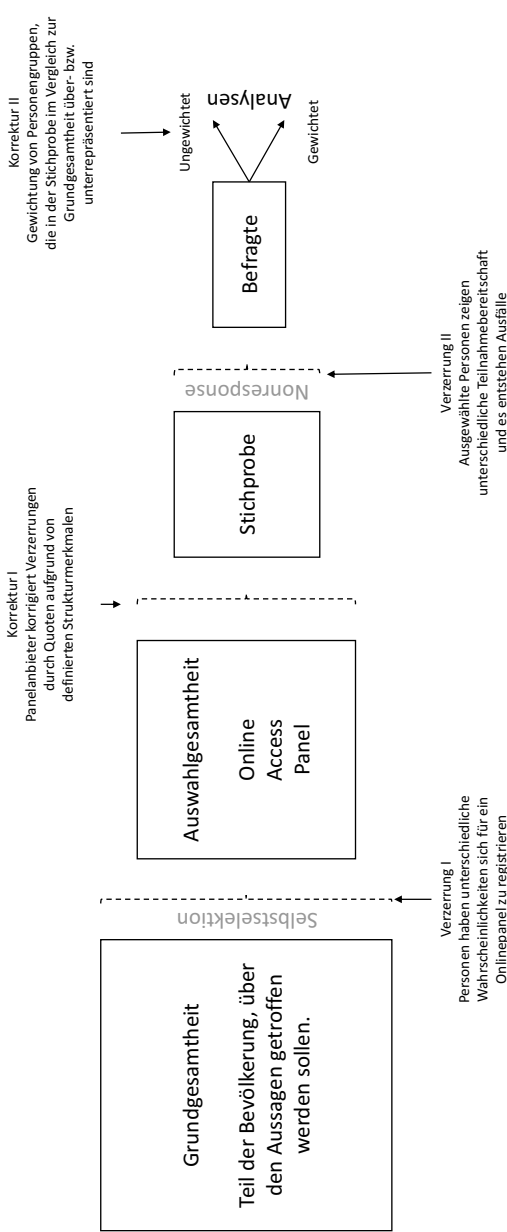 Korrektur I
Panelanbieter korrigiert Verzerrungen
durch Quoten aufgrund von
definierten Strukturmerkmalen
Korrektur II
Gewichtung von Personengruppen,
die in der Stichprobe im Vergleich zur
Grundgesamtheit über- bzw.
unterrepräsentiert sind
Grundgesamtheit
Teil der Bevölkerung, über
den Aussagen getroffen
werden sollen.
Selbstselektion
Auswahlgesamtheit
Online
Access
Panel
Stichprobe
Nonresponse
Befragte
Ungewichtet
Analysen
Gewichtet
Verzerrung I
Personen haben unterschiedliche
Wahrscheinlichkeiten sich für ein
Onlinepanel zu registrieren
Verzerrung II
Ausgewählte Personen zeigen
unterschiedliche Teilnahmebereitschaft
und es entstehen Ausfälle